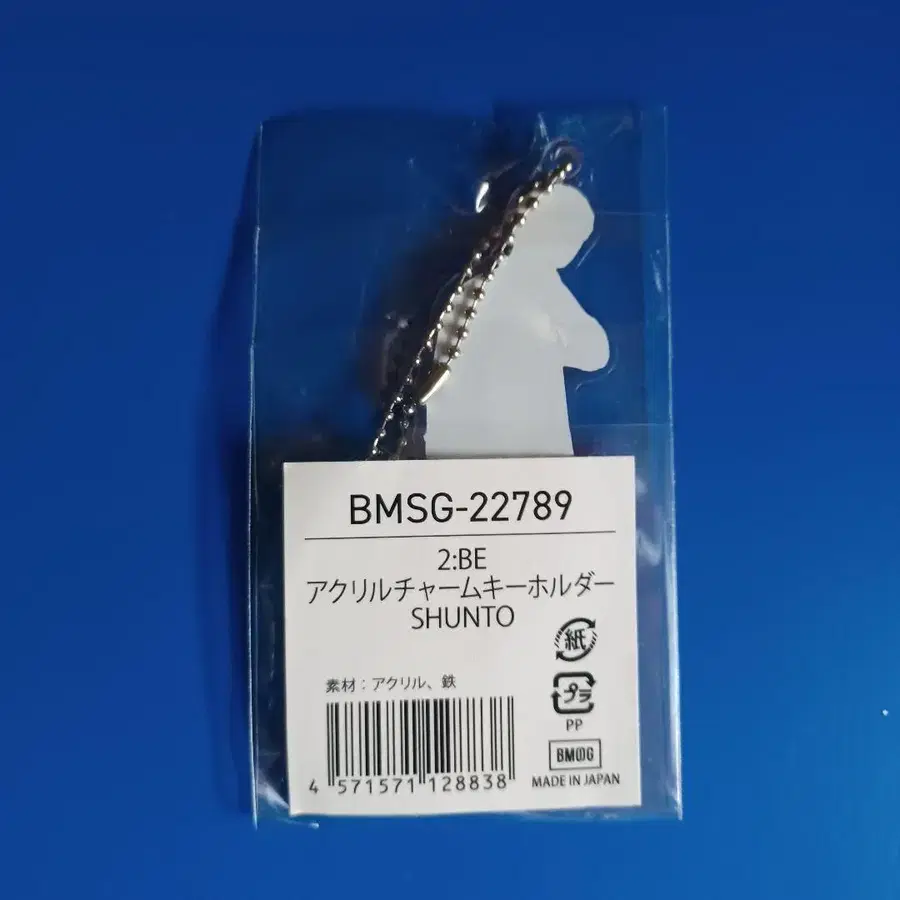 BMSG-22789
2:BE
アクリルチャームキーホルダー
SHUNTO
紙
素材：アクリル、鉄
プラ
PP
BMSG
MADE IN JAPAN
4 571571 128838